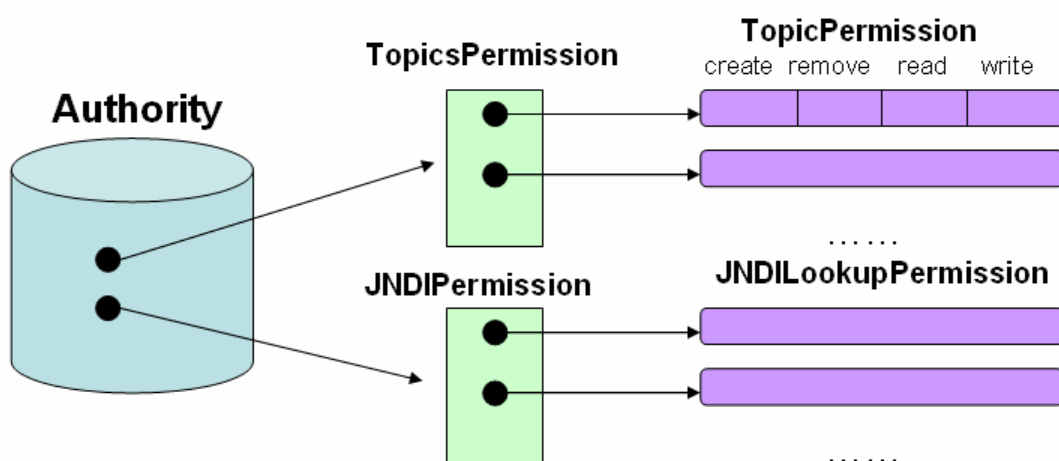 TopicPermission
TopicsPermission
create remove read write
Authority
……
JNDIPermission
JNDILookupPermission
……